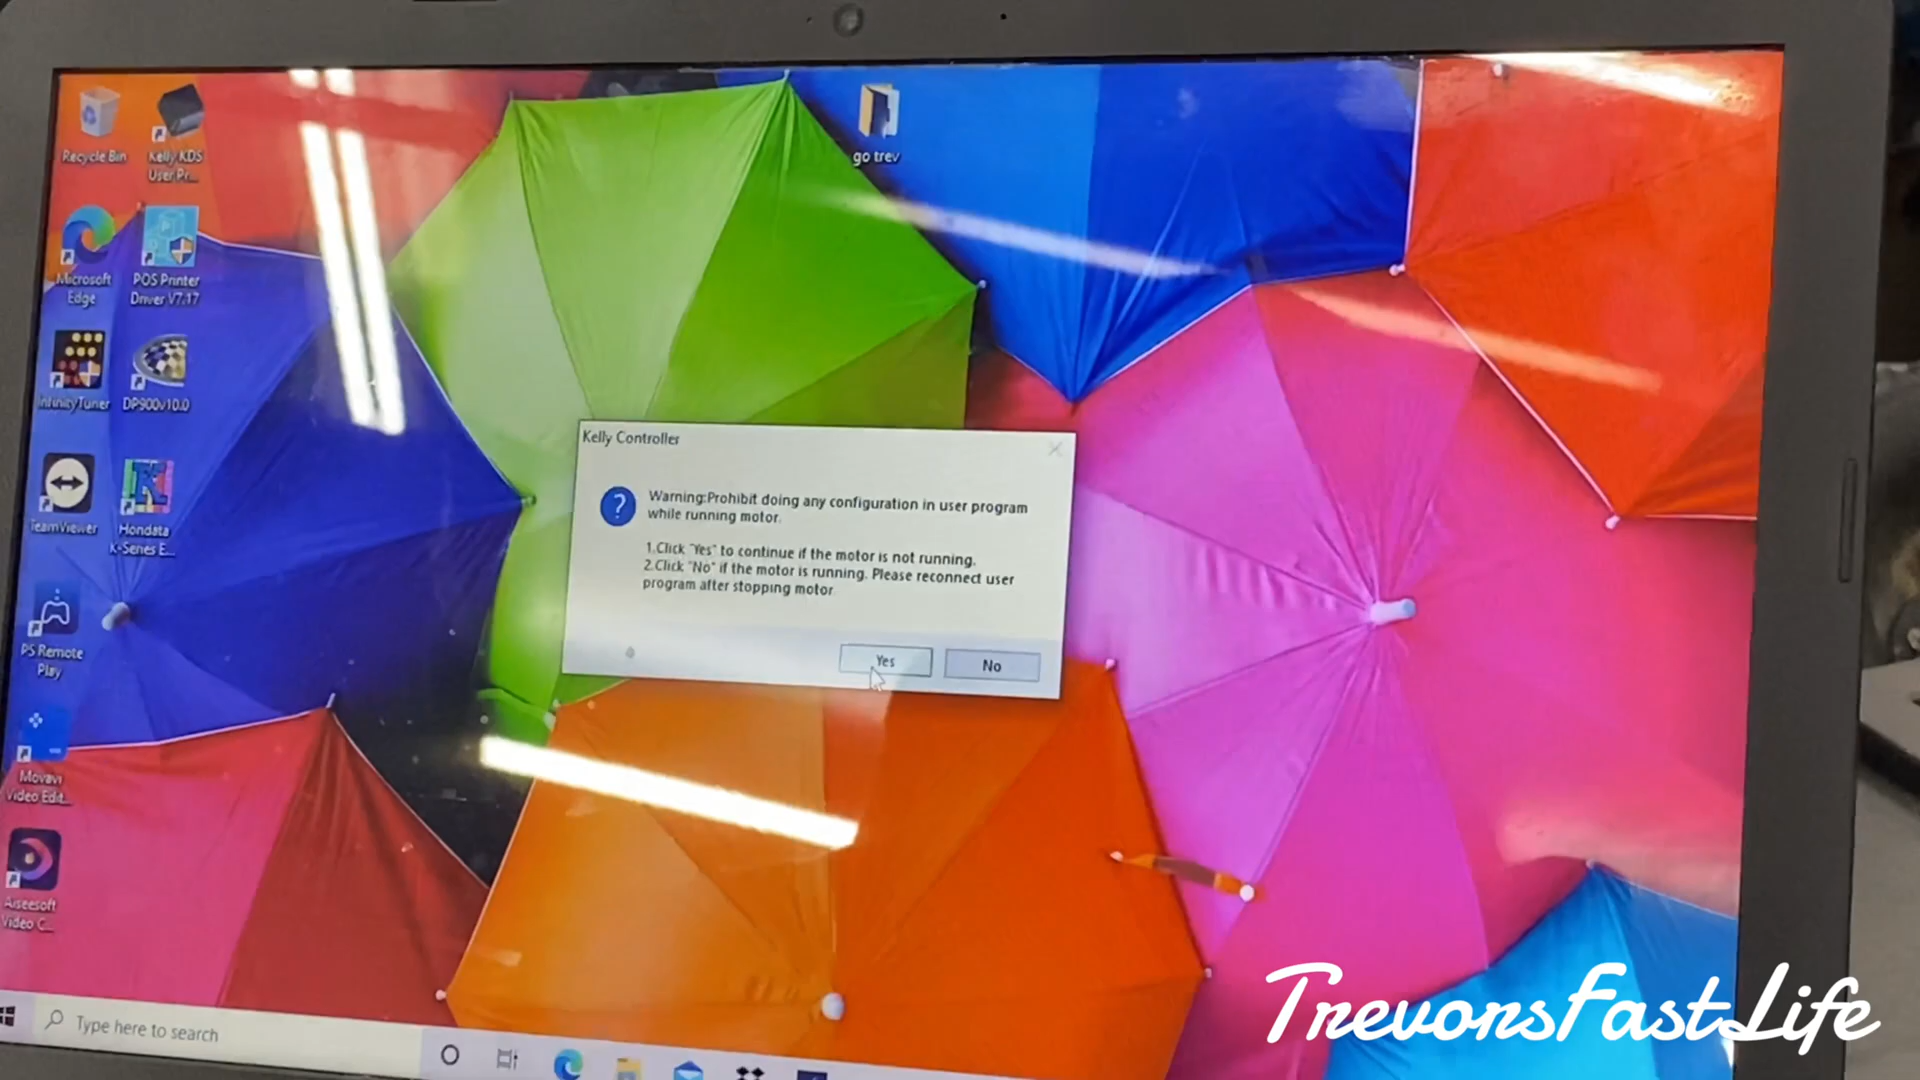 Recycle Bin
Kelly KDS
User Pr...
go trev
Microsoft
Edge
POS Printer
Driver V7.17
InfinityTuner
DP900v10.0
TeamViewer
Hondata
K-Series E...
PS Remote
Play
Movavi
Video Edit...
Aiseesoft
Video C...
Kelly Controller
Warning:Prohibit doing any configuration in user program
while running motor.
1.Click "Yes" to continue if the motor is not running.
2.Click "No" if the motor is running. Please reconnect user
program after stopping motor
Yes
No
Type here to search
TrevorsFastLife